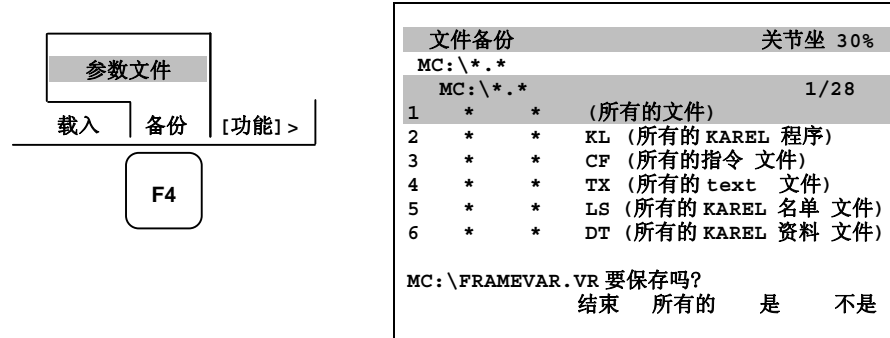 参数文件
载入 备份 [功能] >
F4
文件备份 关节坐 30%
MC:\*.*
MC:\*.* 1/28
1 * * (所有的文件)
2 * * KL (所有的 KAREL 程序)
3 * * CF (所有的指令 文件)
4 * * TX (所有的 text 文件)
5 * * LS (所有的 KAREL 名单 文件)
6 * * DT (所有的 KAREL 资料 文件)
MC:\FRAMEVAR.VR 要保存吗?
结束 所有的 是 不是